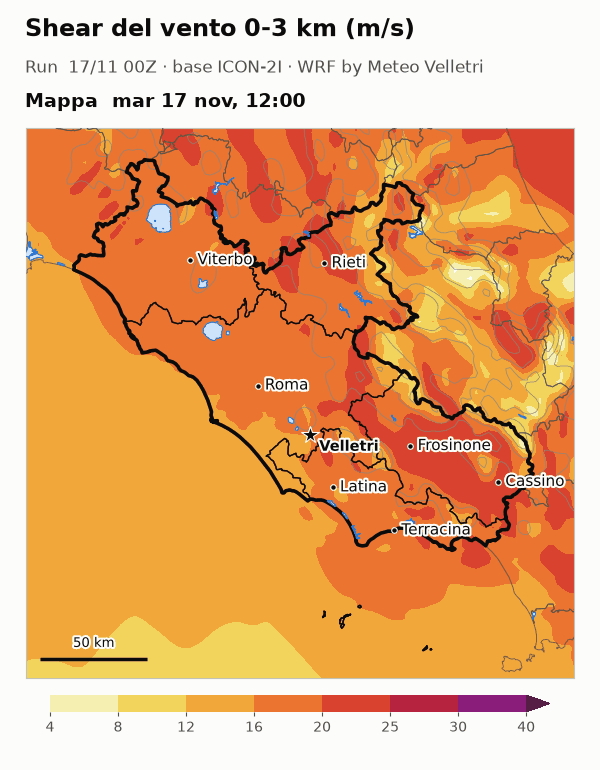 Shear del vento 0-3 km (m/s)
Run  17/11 00Z · base ICON-2I · WRF by Meteo Velletri
Mappa  mar 17 nov, 12:00
Viterbo
Rieti
Roma
Velletri
Frosinone
Cassino
Latina
Terracina
50 km
4 8 12 16 20 25 30 40